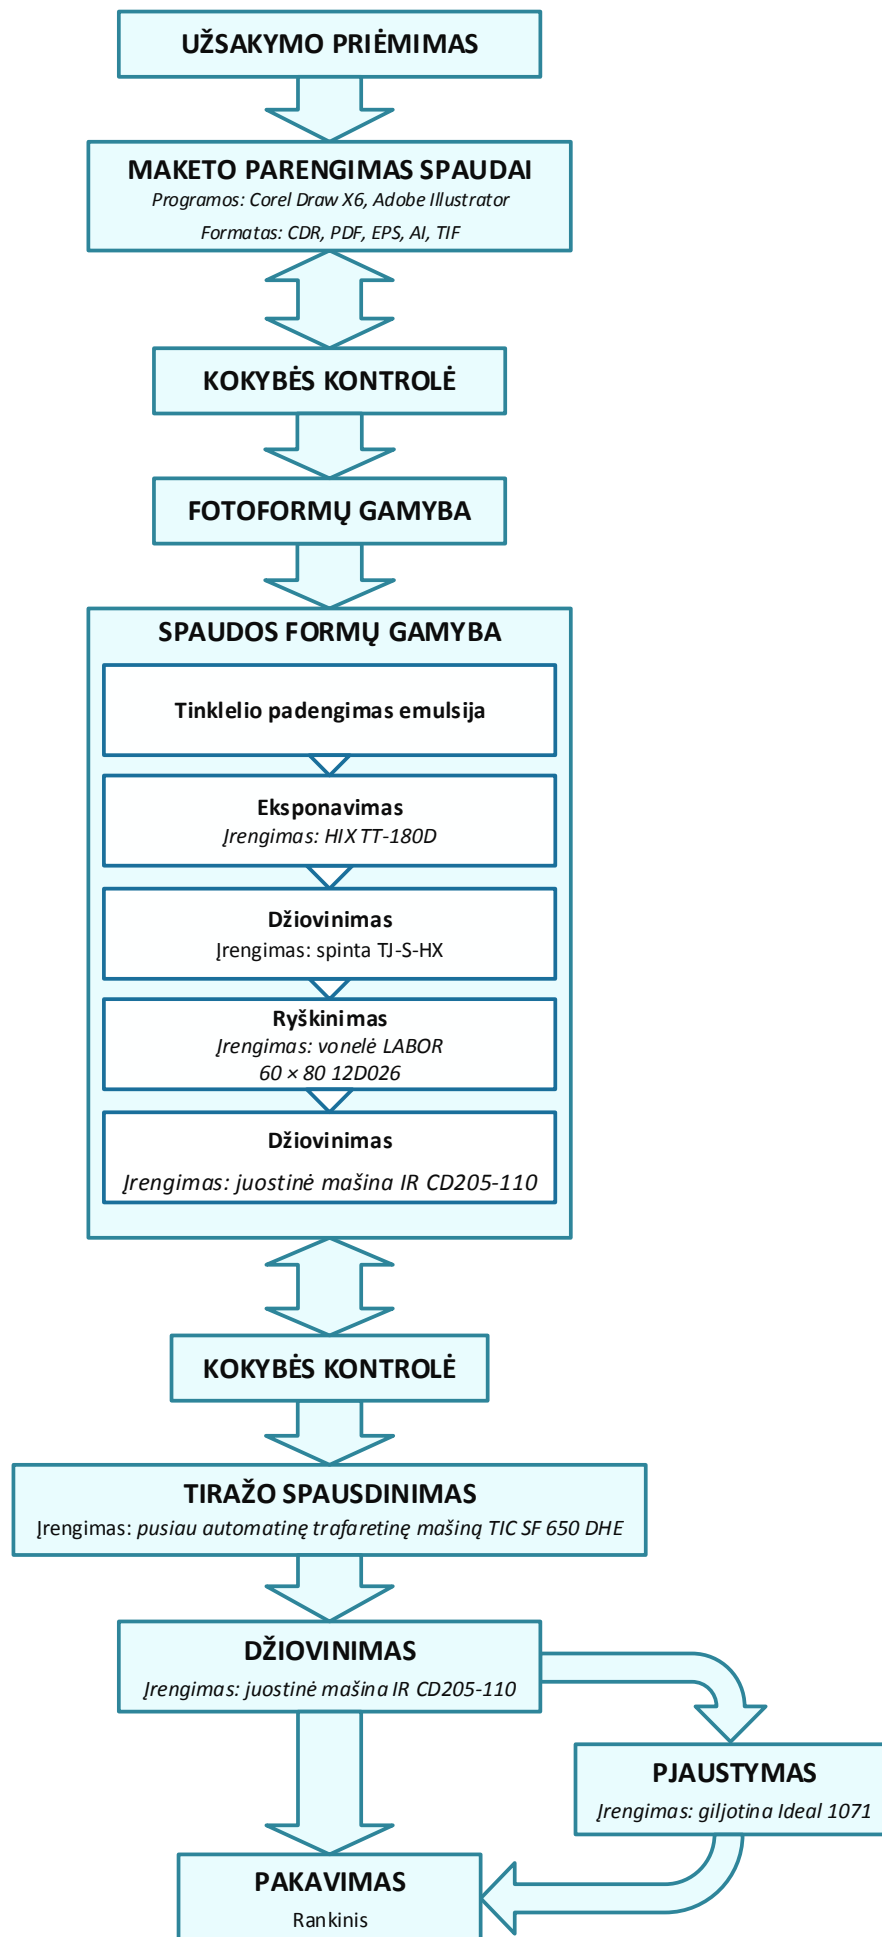 UŽSAKYMO PRIĖMIMAS
MAKETO PARENGIMAS SPAUDAI
Programos: Corel Draw X6, Adobe Illustrator
Formatas: CDR, PDF, EPS, AI, TIF
KOKYBĖS KONTROLĖ
FOTOFORMŲ GAMYBA
SPAUDOS FORMŲ GAMYBA
Tinklelio padengimas emulsija
Eksponavimas
Įrengimas: HIX TT-180D
Džiovinimas
Įrengimas: spinta TJ-S-HX
Ryškinimas
Įrengimas: vonelė LABOR
60 × 80 12D026
Džiovinimas
Įrengimas: juostinė mašina IR CD205-110
KOKYBĖS KONTROLĖ
TIRAŽO SPAUSDINIMAS
Įrengimas: pusiau automatinę trafaretinę mašiną TIC SF 650 DHE
DŽIOVINIMAS
Įrengimas: juostinė mašina IR CD205-110
PJAUSTYMAS
Įrengimas: giljotina Ideal 1071
PAKAVIMAS
Rankinis